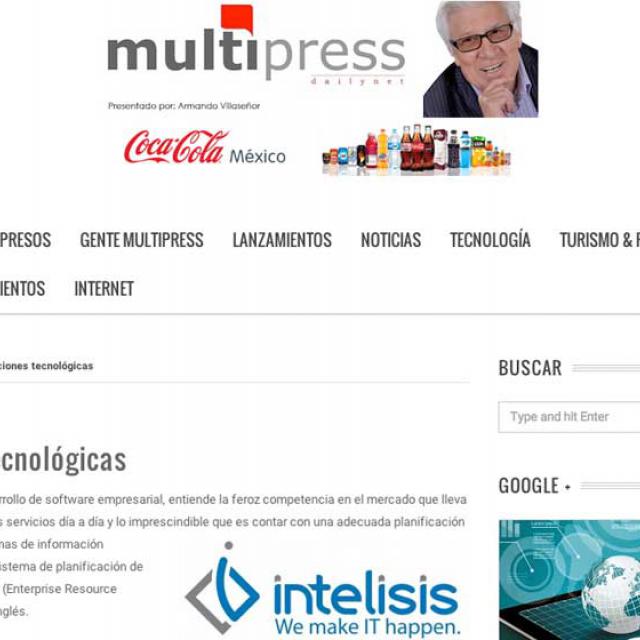 multipress
dailynet
Presentado por: Armando Villaseñor
Coca-Cola México
PRESOS GENTE MULTIPRESS LANZAMIENTOS NOTICIAS TECNOLOGÍA TURISMO &
IENTOS INTERNET
ciones tecnológicas
BUSCAR
Type and hit Enter
cnológicas
GOOGLE +
rrollo de software empresarial, entiende la feroz competencia en el mercado que lleva
s servicios día a día y lo imprescindible que es contar con una adecuada planificación
mas de información
istema de planificación de
(Enterprise Resource
nglés.
intelisis
We make IT happen.